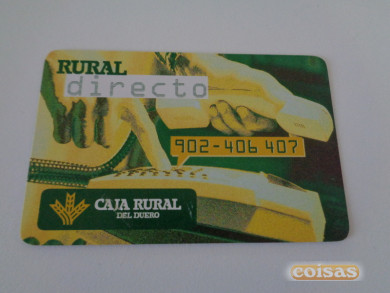 RURAL
directo
902-406 407
CAJA RURAL
DEL DUERO
coisas